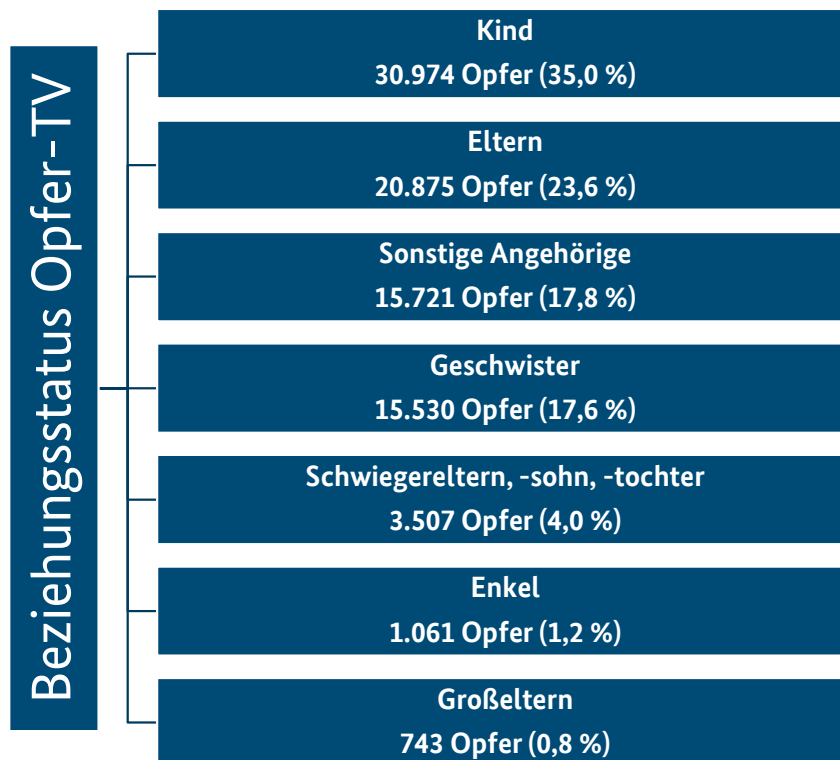 Beziehungsstatus Opfer-TV
Kind
30.974 Opfer (35,0 %)
Eltern
20.875 Opfer (23,6 %)
Sonstige Angehörige
15.721 Opfer (17,8 %)
Geschwister
15.530 Opfer (17,6 %)
Schwiegereltern, -sohn, -tochter
3.507 Opfer (4,0 %)
Enkel
1.061 Opfer (1,2 %)
Großeltern
743 Opfer (0,8 %)